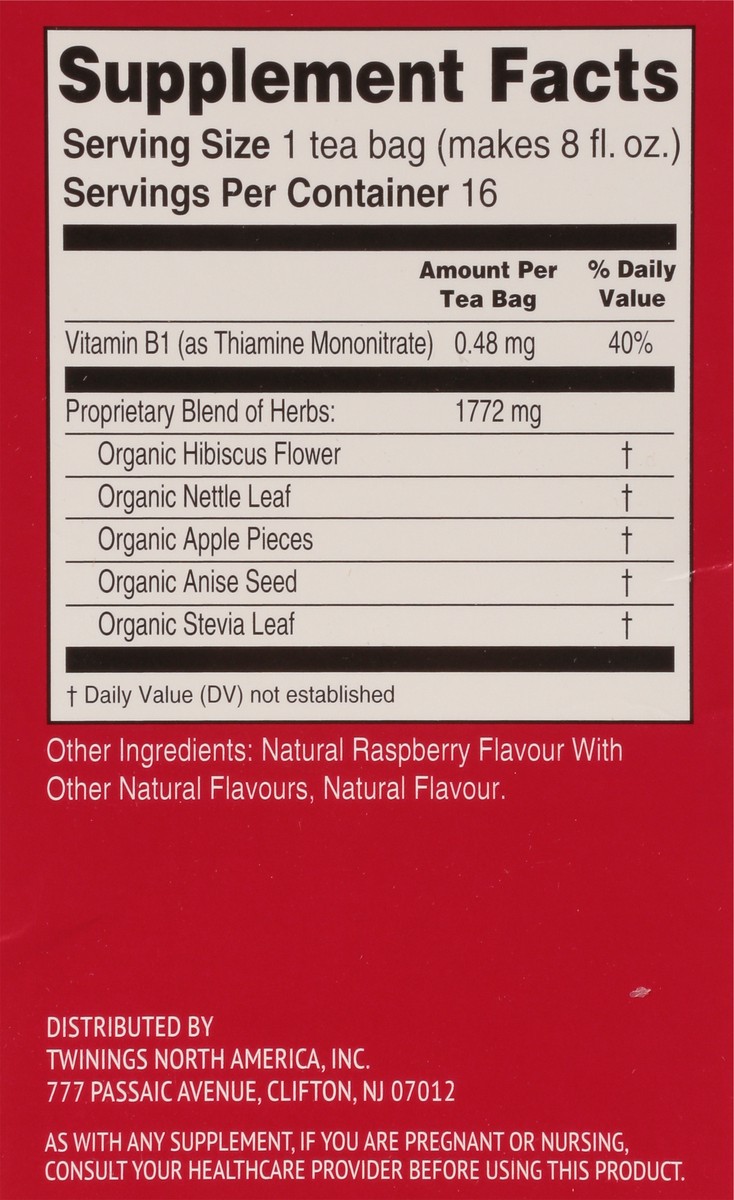 Supplement Facts
Serving Size 1 tea bag (makes 8 fl. oz.)
Servings Per Container 16
Amount Per % Daily
Tea Bag Value
Vitamin B1 (as Thiamine Mononitrate) 0.48 mg 40%
Proprietary Blend of Herbs: 1772 mg
Organic Hibiscus Flower †
Organic Nettle Leaf †
Organic Apple Pieces †
Organic Anise Seed †
Organic Stevia Leaf †
† Daily Value (DV) not established
Other Ingredients: Natural Raspberry Flavour With
Other Natural Flavours, Natural Flavour.
DISTRIBUTED BY
TWININGS NORTH AMERICA, INC.
777 PASSAIC AVENUE, CLIFTON, NJ 07012
AS WITH ANY SUPPLEMENT, IF YOU ARE PREGNANT OR NURSING,
CONSULT YOUR HEALTHCARE PROVIDER BEFORE USING THIS PRODUCT.